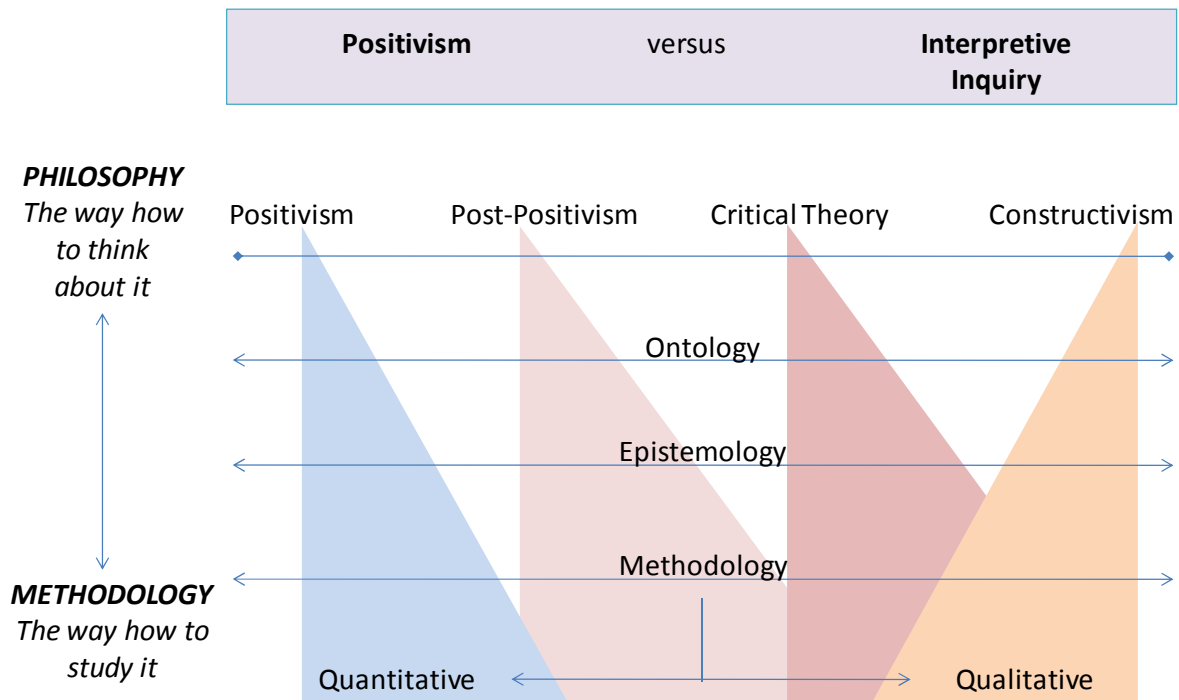 Positivism versus Interpretive
Inquiry
PHILOSOPHY
The way how
to think
about it
Positivism Post-Positivism Critical Theory Constructivism
Ontology
Epistemology
Methodology
METHODOLOGY
The way how to
study it
Quantitative Qualitative